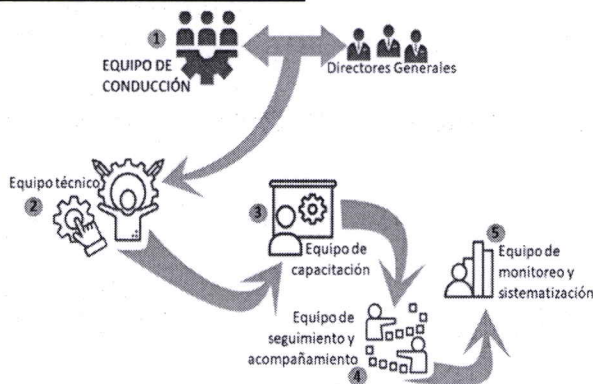 1
EQUIPO DE
CONDUCCIÓN
Directores Generales
Equipo técnico
2
3
Equipo de
capacitación
Equipo de
seguimiento y
acompañamiento
4
5
Equipo de
monitoreo y
sistematización